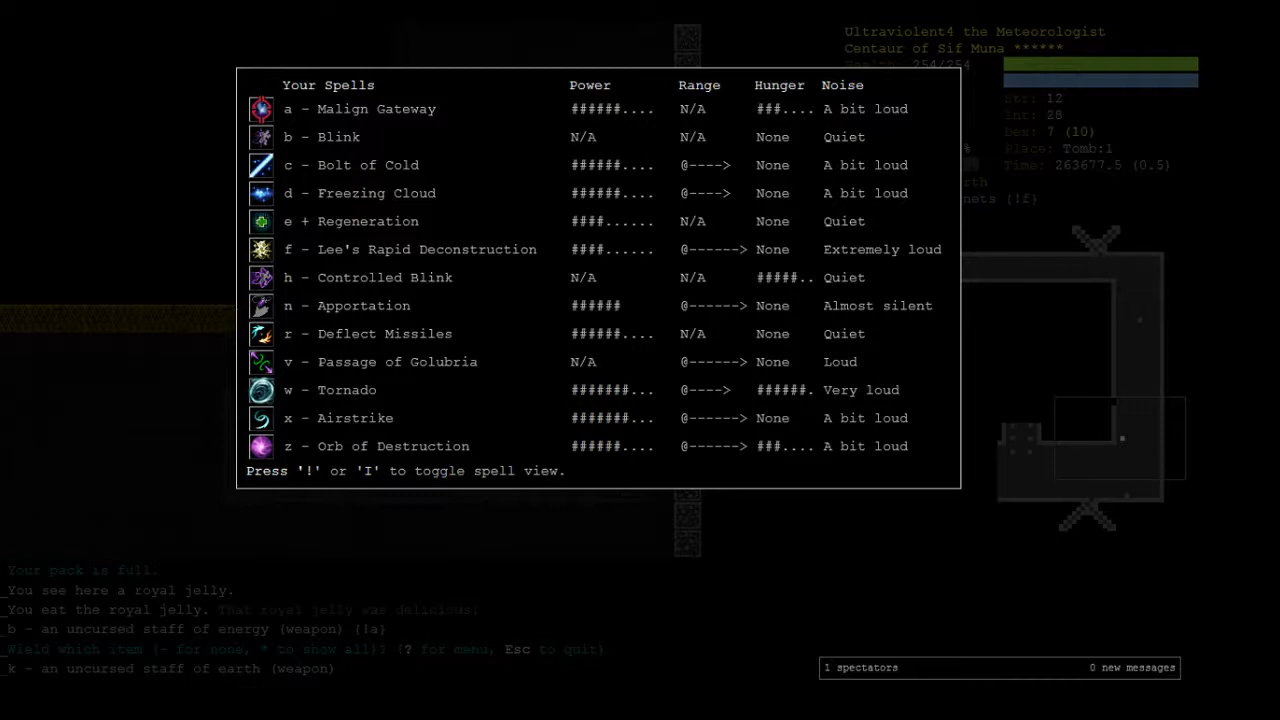 Ultraviolent4 the Meteorologist
Centaur of Sif Muna ******
254/254
Str: 12
Int: 28
Dex: 7 (10)
Place: Tomb:1
Time: 263677.5 (0.5)
%
Your Spells Power Range Hunger Noise
a - Malign Gateway ######.... N/A ###.... A bit loud
b - Blink N/A N/A None Quiet
c - Bolt of Cold ######.... @----> None A bit loud
d - Freezing Cloud ######.... @----> None A bit loud
e + Regeneration ####...... N/A None Quiet
f - Lee's Rapid Deconstruction ####...... @------> None Extremely loud
h - Controlled Blink N/A N/A #####.. Quiet
n - Apportation ###### @------> None Almost silent
r - Deflect Missiles ######.... N/A None Quiet
v - Passage of Golubria N/A @------> None Loud
w - Tornado #######... @----> ######. Very loud
x - Airstrike #######... @------> None A bit loud
z - Orb of Destruction ######.... @------> ###.... A bit loud
Press '!' or 'I' to toggle spell view.
Your pack is full.
_You see here a royal jelly.
_You eat the royal jelly. That royal jelly was delicious!
_b - an uncursed staff of energy (weapon) {!a}
_Wield which item (- for none, * to show all)? (? for menu, Esc to quit)
_k - an uncursed staff of earth (weapon)
1 spectators 0 new messages